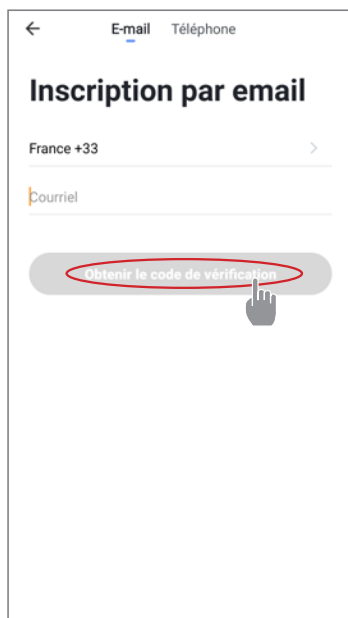 E-mail Téléphone
Inscription par email
France +33
Courriel
Obtenir le code de vérification